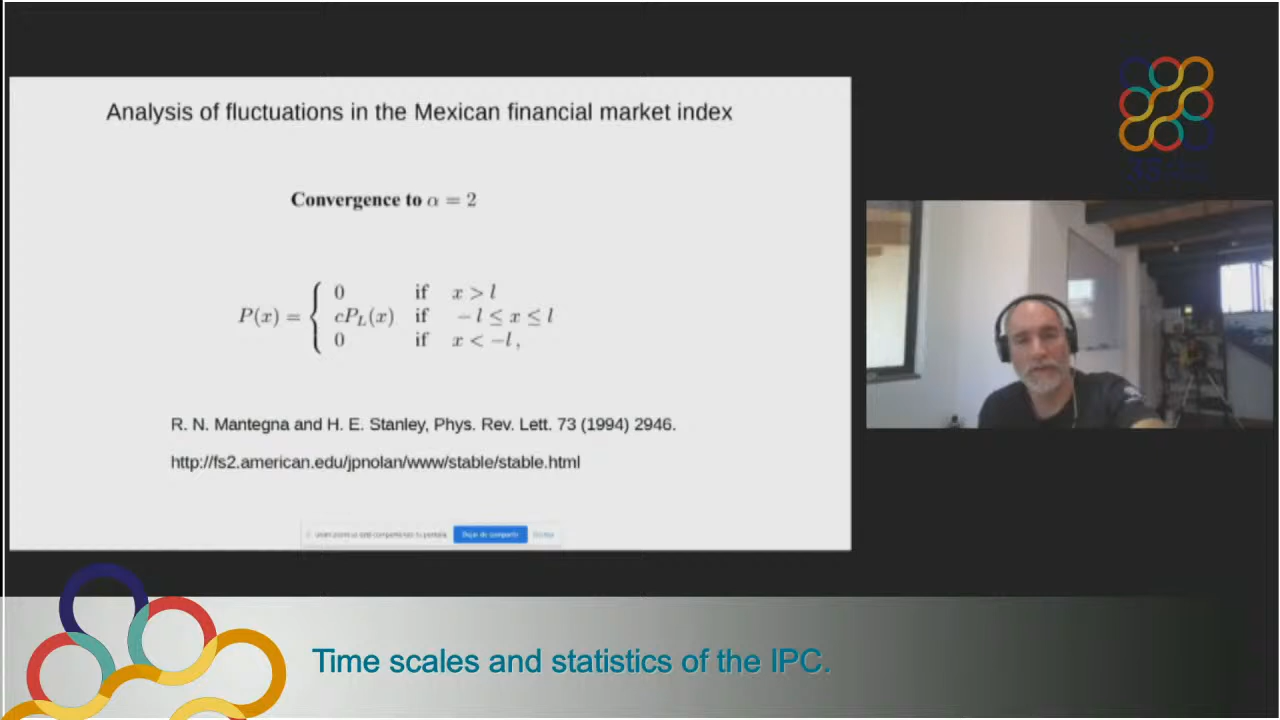 Analysis of fluctuations in the Mexican financial market index
Convergence to α = 2
P(x) = { 0 if x > l
cP_L(x) if −l ≤ x ≤ l
0 if x < −l,
R. N. Mantegna and H. E. Stanley, Phys. Rev. Lett. 73 (1994) 2946.
http://fs2.american.edu/jpnolan/www/stable/stable.html
Dejar de compartir
Time scales and statistics of the IPC.